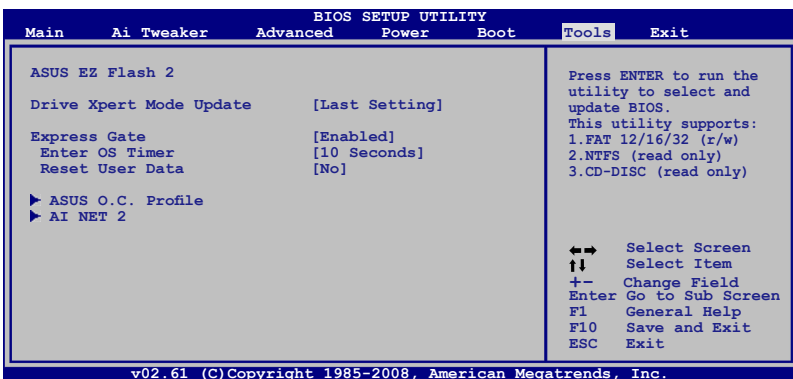 BIOS SETUP UTILITY
Main Ai Tweaker Advanced Power Boot Tools Exit
ASUS EZ Flash 2
Drive Xpert Mode Update [Last Setting]
Express Gate [Enabled]
Enter OS Timer [10 Seconds]
Reset User Data [No]
ASUS O.C. Profile
AI NET 2
Press ENTER to run the
utility to select and
update BIOS.
This utility supports:
1.FAT 12/16/32 (r/w)
2.NTFS (read only)
3.CD-DISC (read only)
←→ Select Screen
↑↓ Select Item
+- Change Field
Enter Go to Sub Screen
F1 General Help
F10 Save and Exit
ESC Exit
v02.61 (C)Copyright 1985-2008, American Megatrends, Inc.